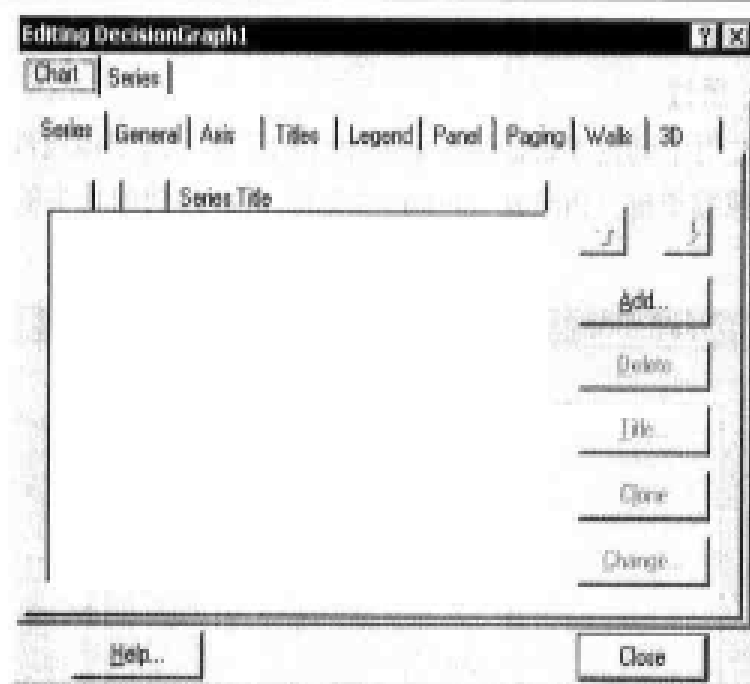 Editing DecisionGraph1
Chart Series
Series General Axis Titles Legend Panel Paging Walls 3D
Series Title
Add...
Delete
Title...
Clone
Change...
Help... Close